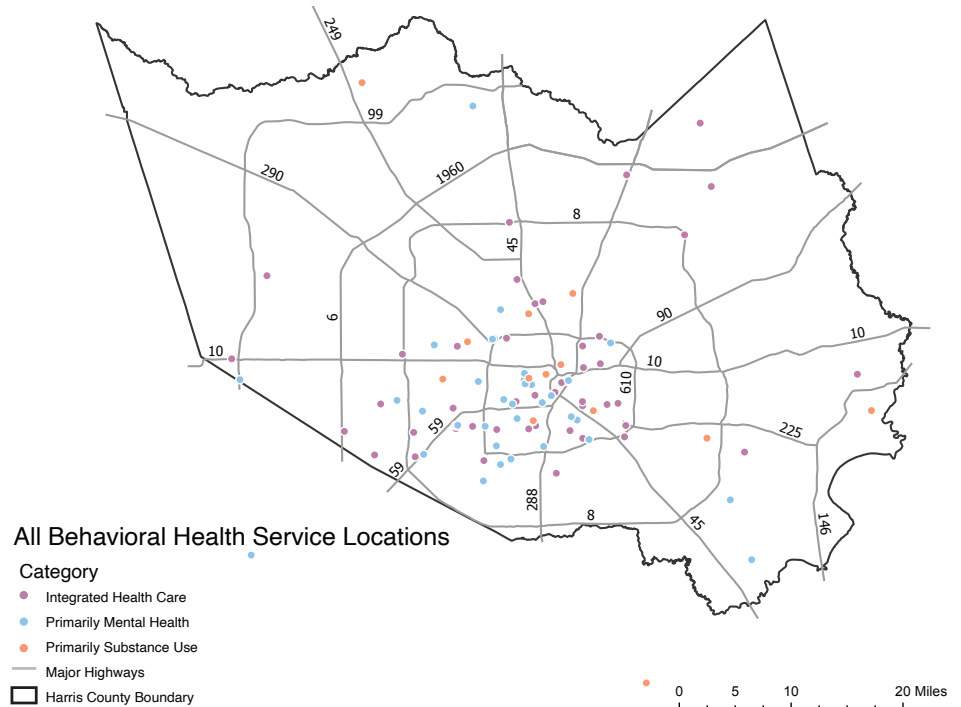 249
99
290
1960
8
45
6
90
10
10
10
610
59
225
59
288
8
45
146
All Behavioral Health Service Locations
Category
Integrated Health Care
Primarily Mental Health
Primarily Substance Use
Major Highways
Harris County Boundary
0 5 10 20 Miles